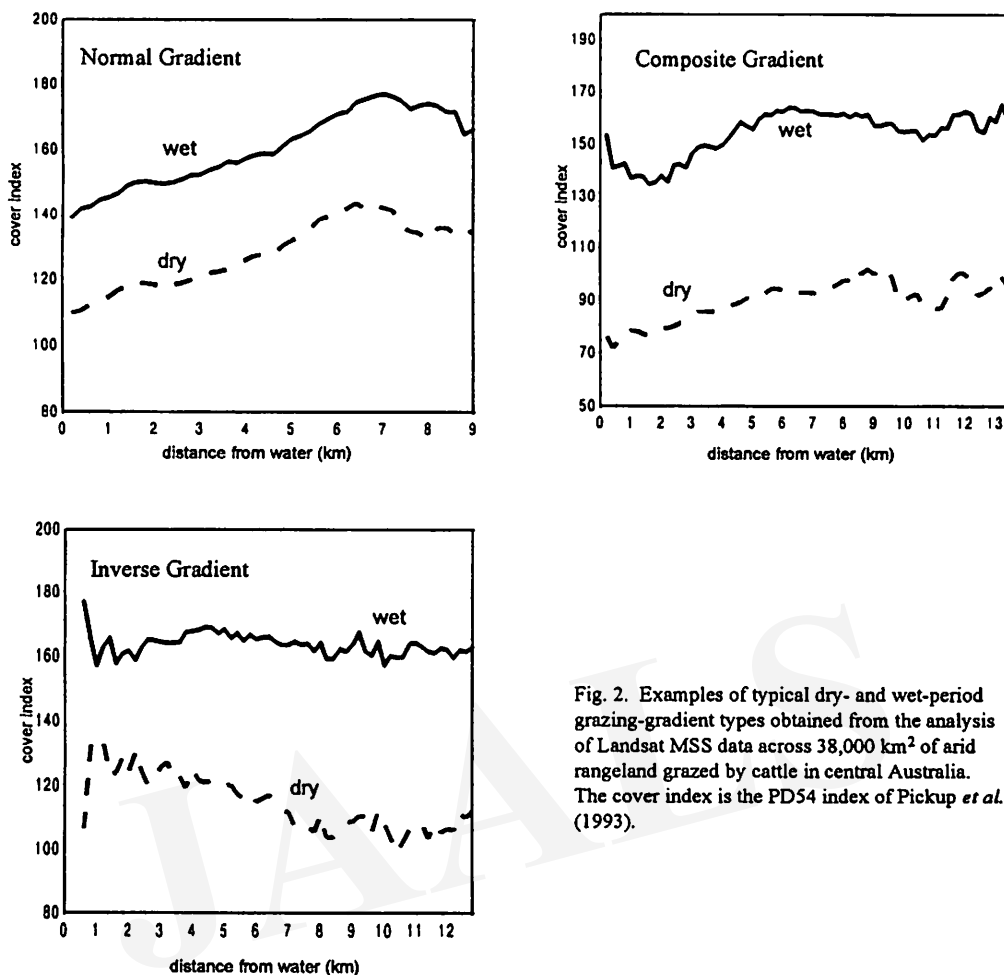 200
180
160
140
120
100
80
cover index
Normal Gradient
wet
dry
0 1 2 3 4 5 6 7 8 9
distance from water (km)
190
170
150
130
110
90
70
50
cover index
Composite Gradient
wet
dry
0 1 2 3 4 5 6 7 8 9 10 11 12 13
distance from water (km)
200
180
160
140
120
100
80
cover index
Inverse Gradient
wet
dry
0 1 2 3 4 5 6 7 8 9 10 11 12
distance from water (km)
Fig. 2. Examples of typical dry- and wet-period
grazing-gradient types obtained from the analysis
of Landsat MSS data across 38,000 km² of arid
rangeland grazed by cattle in central Australia.
The cover index is the PD54 index of Pickup et al.
(1993).
JAALS